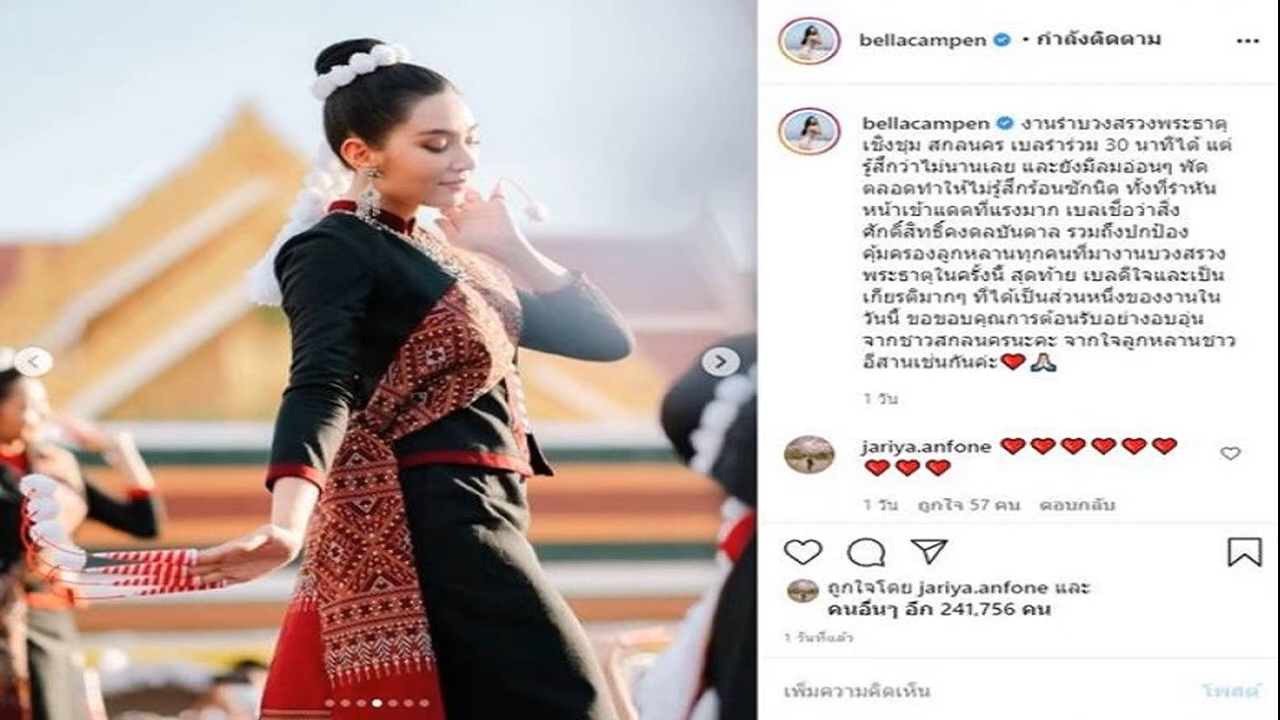 bellacampen • กำลังติดตาม
bellacampen งานรำบวงสรวงพระธาตุ
เชิงชุม สกลนคร เบลรำร่วม 30 นาทีได้ แต่
รู้สึกว่าไม่นานเลย และยังมีลมอ่อนๆ พัด
ตลอดทำให้ไม่รู้สึกร้อนซักนิด ทั้งที่รำหัน
หน้าเข้าแดดที่แรงมาก เบลเชื่อว่าสิ่ง
ศักดิ์สิทธิ์คงดลบันดาล รวมถึงปกป้อง
คุ้มครองลูกหลานทุกคนที่มางานบวงสรวง
พระธาตุในครั้งนี้ สุดท้าย เบลดีใจและเป็น
เกียรติมากๆ ที่ได้เป็นส่วนหนึ่งของงานใน
วันนี้ ขอขอบคุณการต้อนรับอย่างอบอุ่น
จากชาวสกลนครนะคะ จากใจลูกหลานชาว
อีสานเช่นกันค่ะ❤️🙏🏻
1 วัน
jariya.anfone ❤️❤️❤️❤️❤️❤️
❤️❤️❤️
1 วัน ถูกใจ 57 คน ตอบกลับ
ถูกใจโดย jariya.anfone และ
คนอื่นๆ อีก 241,756 คน
1 วันที่แล้ว
เพิ่มความคิดเห็น โพสต์